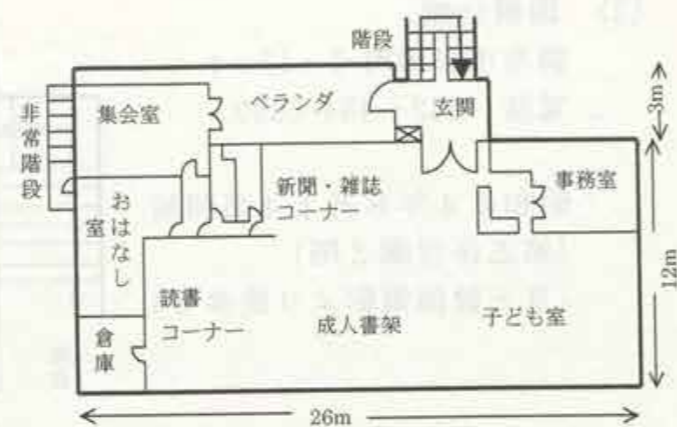 階段
3m
非常階段
集会室
ベランダ
玄関
事務室
新聞・雑誌
コーナー
おはなし
室
12m
読書
コーナー
成人書架
子ども室
倉庫
26m